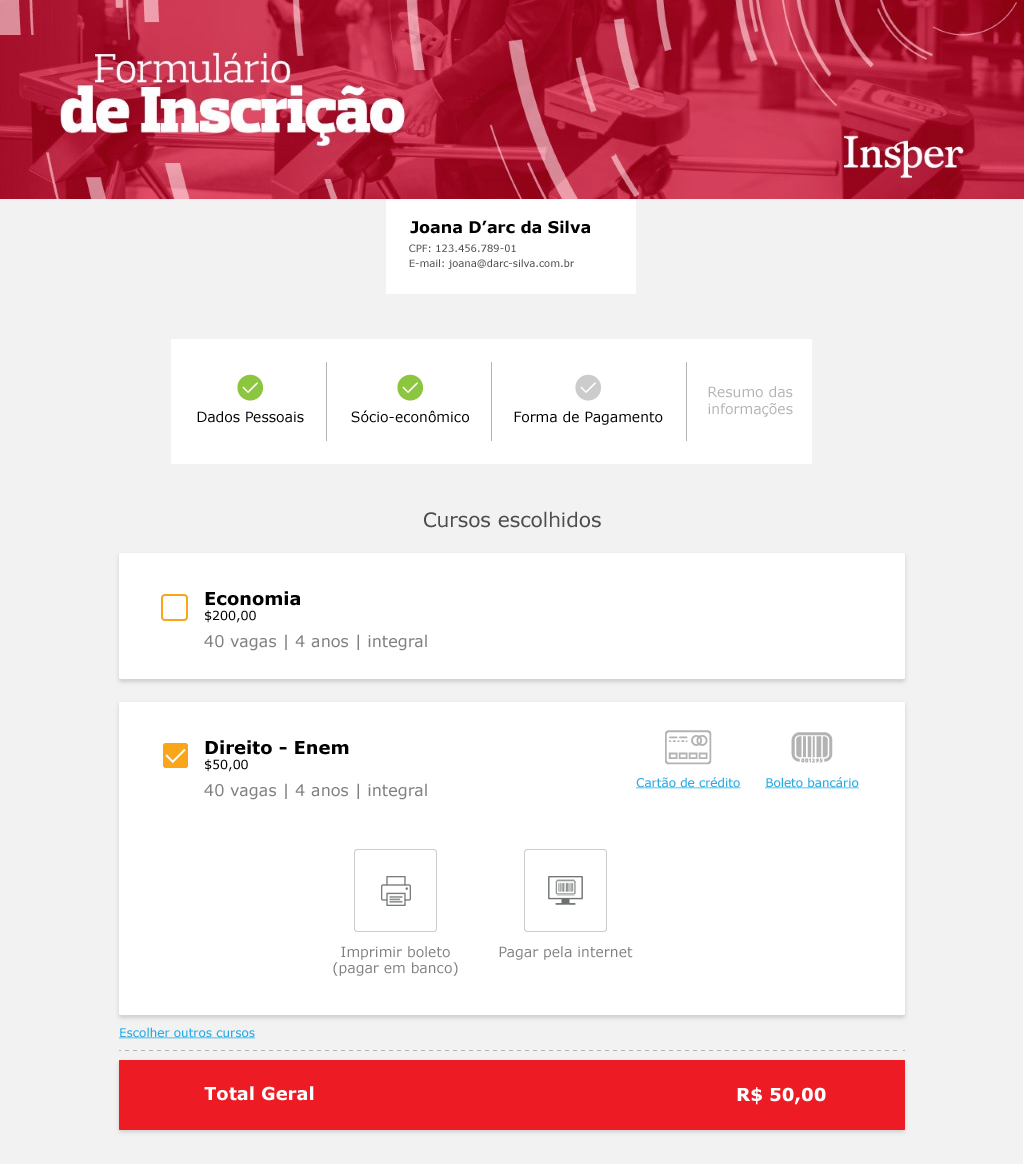 Formulário
de Inscrição
Insper
Joana D’arc da Silva
CPF: 123.456.789-01
E-mail: joana@darc-silva.com.br
Dados Pessoais
Sócio-econômico
Forma de Pagamento
Resumo das
informações
Cursos escolhidos
Economia
$200,00
40 vagas | 4 anos | integral
Direito - Enem
$50,00
40 vagas | 4 anos | integral
001295
Cartão de crédito
Boleto bancário
Imprimir boleto
(pagar em banco)
Pagar pela internet
Escolher outros cursos
Total Geral
R$ 50,00